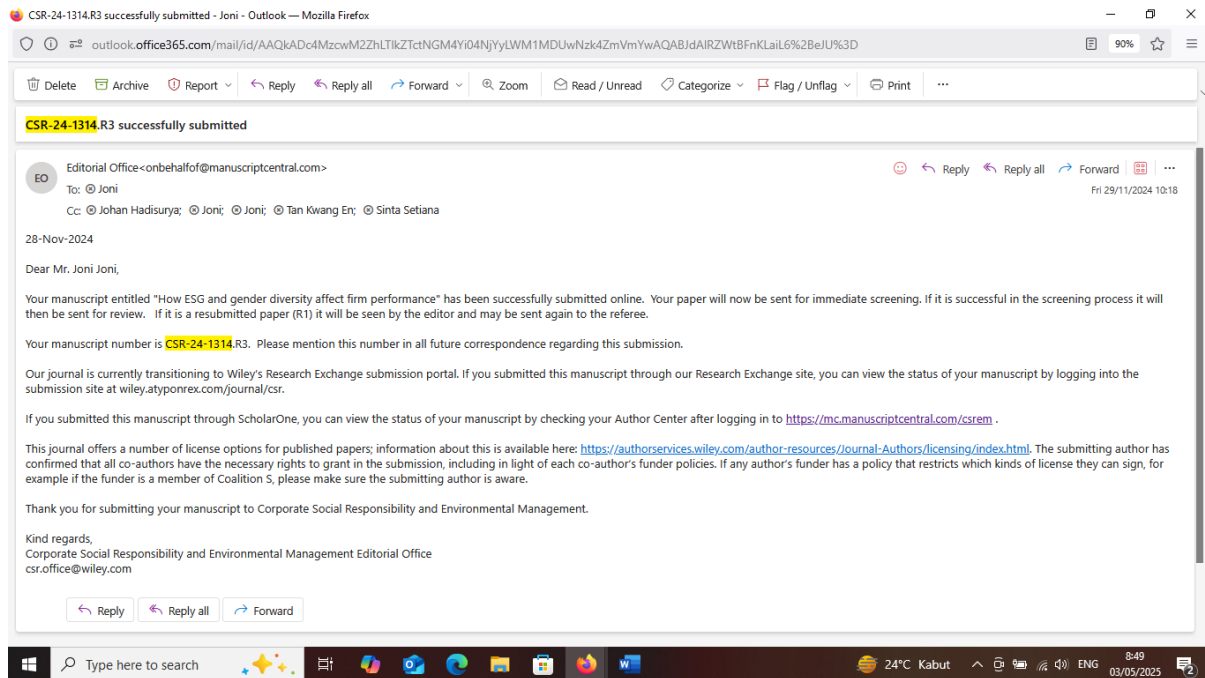 CSR-24-1314.R3 successfully submitted - Joni - Outlook — Mozilla Firefox
90%
Delete Archive Report Reply Reply all Forward Zoom Read / Unread Categorize Flag / Unflag Print ...
CSR-24-1314.R3 successfully submitted
EO
Editorial Office<onbehalfof@manuscriptcentral.com>
Reply Reply all Forward ...
To: Joni
Fri 29/11/2024 10:18
Cc: Johan Hadisurya; Joni; Joni; Tan Kwang En; Sinta Setiana
28-Nov-2024
Dear Mr. Joni Joni,
Your manuscript entitled "How ESG and gender diversity affect firm performance" has been successfully submitted online. Your paper will now be sent for immediate screening. If it is successful in the screening process it will
then be sent for review. If it is a resubmitted paper (R1) it will be seen by the editor and may be sent again to the referee.
Your manuscript number is CSR-24-1314.R3. Please mention this number in all future correspondence regarding this submission.
Our journal is currently transitioning to Wiley's Research Exchange submission portal. If you submitted this manuscript through our Research Exchange site, you can view the status of your manuscript by logging into the
submission site at wiley.atyponrex.com/journal/csr.
If you submitted this manuscript through ScholarOne, you can view the status of your manuscript by checking your Author Center after logging in to https://mc.manuscriptcentral.com/csrem .
This journal offers a number of license options for published papers; information about this is available here: https://authorservices.wiley.com/author-resources/Journal-Authors/licensing/index.html. The submitting author has
confirmed that all co-authors have the necessary rights to grant in the submission, including in light of each co-author's funder policies. If any author's funder has a policy that restricts which kinds of license they can sign, for
example if the funder is a member of Coalition S, please make sure the submitting author is aware.
Thank you for submitting your manuscript to Corporate Social Responsibility and Environmental Management.
Kind regards,
Corporate Social Responsibility and Environmental Management Editorial Office
csr.office@wiley.com
Reply Reply all Forward
Type here to search
24°C Kabut
ENG
8:49
03/05/2025
2